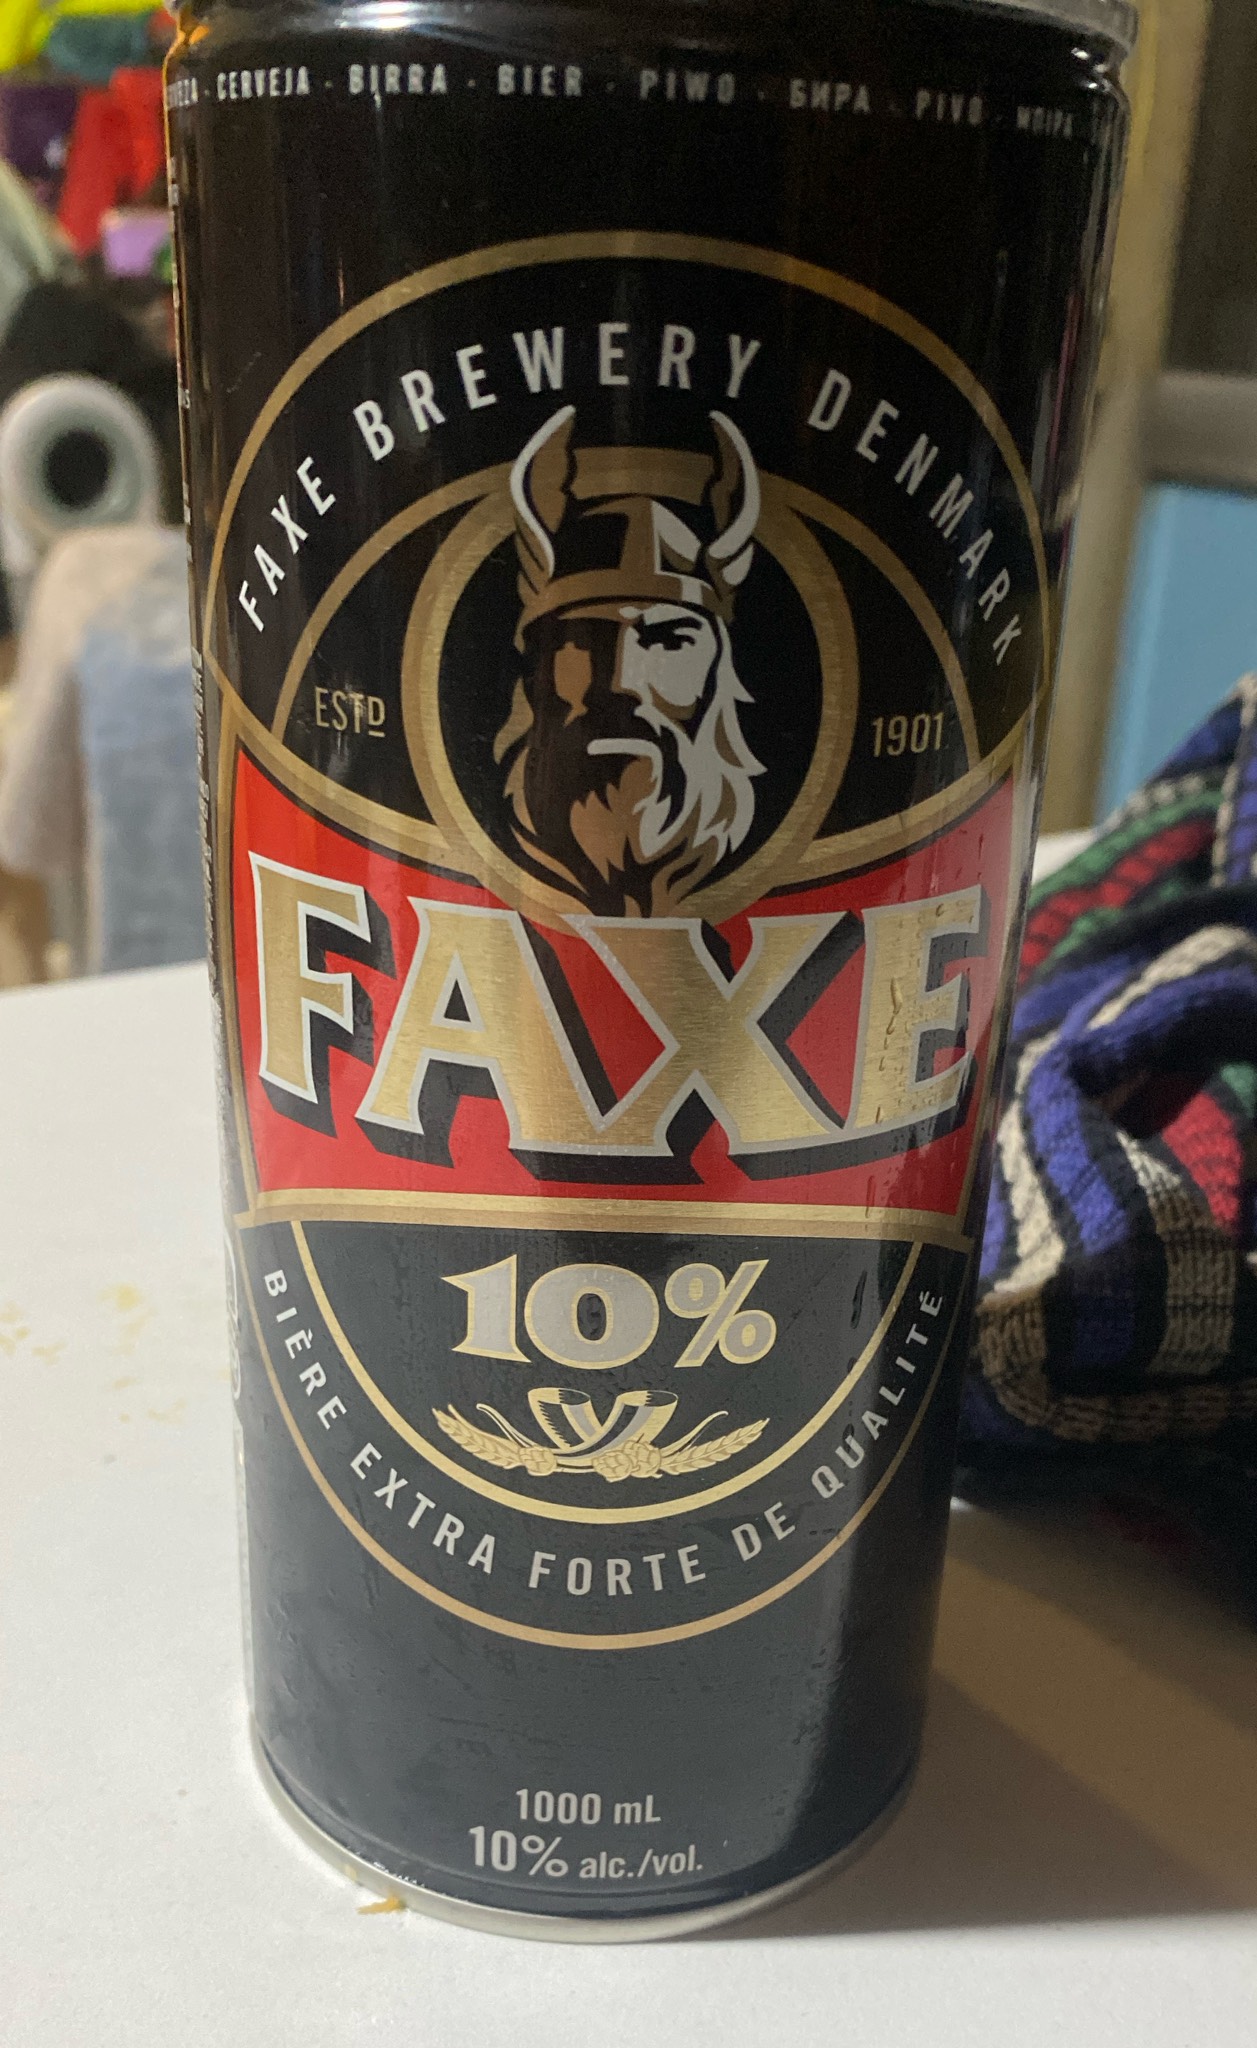 CERVEJA · BIRRA · BIER · PIWO · БИРА · PIVO · ΜΠΙΡΑ
FAXE BREWERY DENMARK
ESTD 1901
FAXE
10%
BIÈRE EXTRA FORTE DE QUALITÉ
1000 mL
10% alc./vol.